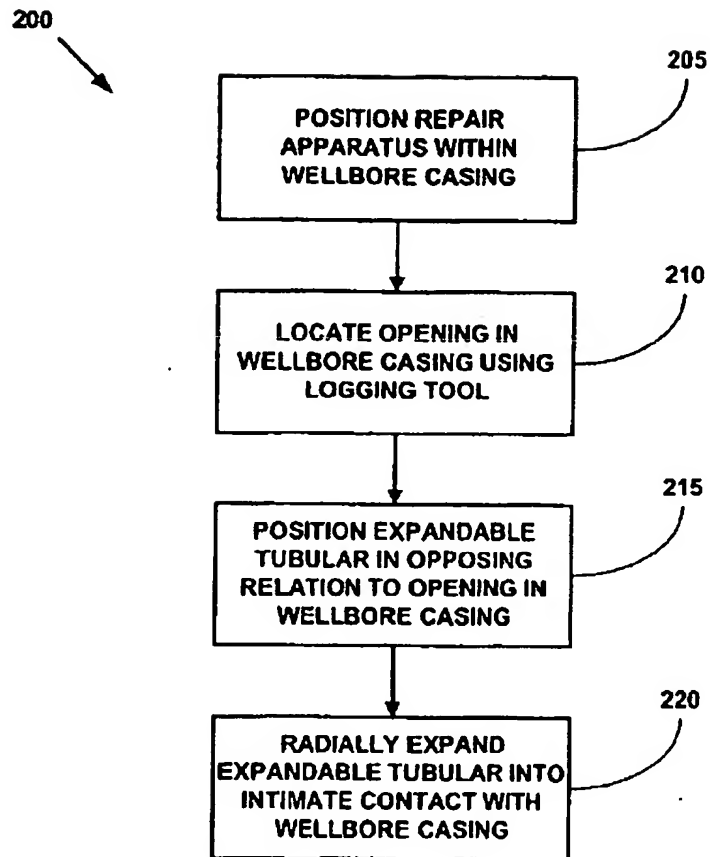 200
205
POSITION REPAIR
APPARATUS WITHIN
WELLBORE CASING
210
LOCATE OPENING IN
WELLBORE CASING USING
LOGGING TOOL
215
POSITION EXPANDABLE
TUBULAR IN OPPOSING
RELATION TO OPENING IN
WELLBORE CASING
220
RADIALLY EXPAND
EXPANDABLE TUBULAR INTO
INTIMATE CONTACT WITH
WELLBORE CASING